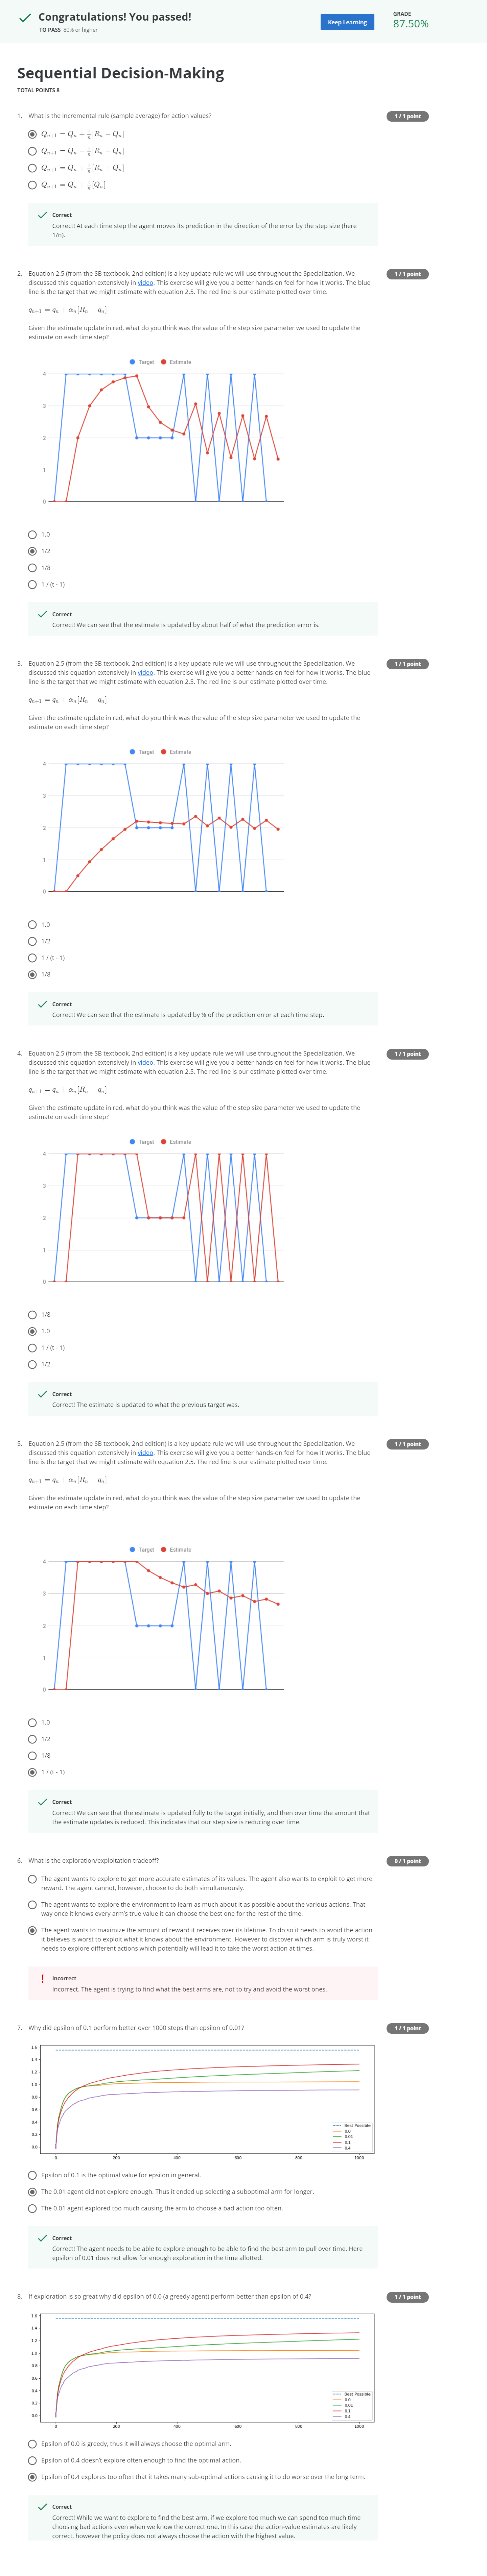 Congratulations! You passed!
TO PASS 80% or higher
Keep Learning
GRADE
87.50%
Sequential Decision-Making
TOTAL POINTS 8
1. What is the incremental rule (sample average) for action values?
1 / 1 point
Qₙ₊₁ = Qₙ + 1/n [Rₙ − Qₙ]
Qₙ₊₁ = Qₙ − 1/n [Rₙ − Qₙ]
Qₙ₊₁ = Qₙ + 1/n [Rₙ + Qₙ]
Qₙ₊₁ = Qₙ + 1/n [Qₙ]
Correct
Correct! At each time step the agent moves its prediction in the direction of the error by the step size (here
1/n).
2. Equation 2.5 (from the SB textbook, 2nd edition) is a key update rule we will use throughout the Specialization. We
1 / 1 point
discussed this equation extensively in video. This exercise will give you a better hands-on feel for how it works. The blue
line is the target that we might estimate with equation 2.5. The red line is our estimate plotted over time.
qₙ₊₁ = qₙ + αₙ[Rₙ − qₙ]
Given the estimate update in red, what do you think was the value of the step size parameter we used to update the
estimate on each time step?
Target Estimate
4
3
2
1
0
1.0
1/2
1/8
1 / (t - 1)
Correct
Correct! We can see that the estimate is updated by about half of what the prediction error is.
3. Equation 2.5 (from the SB textbook, 2nd edition) is a key update rule we will use throughout the Specialization. We
1 / 1 point
discussed this equation extensively in video. This exercise will give you a better hands-on feel for how it works. The blue
line is the target that we might estimate with equation 2.5. The red line is our estimate plotted over time.
qₙ₊₁ = qₙ + αₙ[Rₙ − qₙ]
Given the estimate update in red, what do you think was the value of the step size parameter we used to update the
estimate on each time step?
Target Estimate
4
3
2
1
0
1.0
1/2
1 / (t - 1)
1/8
Correct
Correct! We can see that the estimate is updated by ⅛ of the prediction error at each time step.
4. Equation 2.5 (from the SB textbook, 2nd edition) is a key update rule we will use throughout the Specialization. We
1 / 1 point
discussed this equation extensively in video. This exercise will give you a better hands-on feel for how it works. The blue
line is the target that we might estimate with equation 2.5. The red line is our estimate plotted over time.
qₙ₊₁ = qₙ + αₙ[Rₙ − qₙ]
Given the estimate update in red, what do you think was the value of the step size parameter we used to update the
estimate on each time step?
Target Estimate
4
3
2
1
0
1/8
1.0
1 / (t - 1)
1/2
Correct
Correct! The estimate is updated to what the previous target was.
5. Equation 2.5 (from the SB textbook, 2nd edition) is a key update rule we will use throughout the Specialization. We
1 / 1 point
discussed this equation extensively in video. This exercise will give you a better hands-on feel for how it works. The blue
line is the target that we might estimate with equation 2.5. The red line is our estimate plotted over time.
qₙ₊₁ = qₙ + αₙ[Rₙ − qₙ]
Given the estimate update in red, what do you think was the value of the step size parameter we used to update the
estimate on each time step?
Target Estimate
4
3
2
1
0
1.0
1/2
1/8
1 / (t - 1)
Correct
Correct! We can see that the estimate is updated fully to the target initially, and then over time the amount that
the estimate updates is reduced. This indicates that our step size is reducing over time.
6. What is the exploration/exploitation tradeoff?
0 / 1 point
The agent wants to explore to get more accurate estimates of its values. The agent also wants to exploit to get more
reward. The agent cannot, however, choose to do both simultaneously.
The agent wants to explore the environment to learn as much about it as possible about the various actions. That
way once it knows every arm's true value it can choose the best one for the rest of the time.
The agent wants to maximize the amount of reward it receives over its lifetime. To do so it needs to avoid the action
it believes is worst to exploit what it knows about the environment. However to discover which arm is truly worst it
needs to explore different actions which potentially will lead it to take the worst action at times.
Incorrect
Incorrect. The agent is trying to find what the best arms are, not to try and avoid the worst ones.
7. Why did epsilon of 0.1 perform better over 1000 steps than epsilon of 0.01?
1 / 1 point
1.6
1.4
1.2
1.0
0.8
0.6
0.4
0.2
0.0
Best Possible
0.0
0.01
0.1
0.4
0 200 400 600 800 1000
Epsilon of 0.1 is the optimal value for epsilon in general.
The 0.01 agent did not explore enough. Thus it ended up selecting a suboptimal arm for longer.
The 0.01 agent explored too much causing the arm to choose a bad action too often.
Correct
Correct! The agent needs to be able to explore enough to be able to find the best arm to pull over time. Here
epsilon of 0.01 does not allow for enough exploration in the time allotted.
8. If exploration is so great why did epsilon of 0.0 (a greedy agent) perform better than epsilon of 0.4?
1 / 1 point
1.6
1.4
1.2
1.0
0.8
0.6
0.4
0.2
0.0
Best Possible
0.0
0.01
0.1
0.4
0 200 400 600 800 1000
Epsilon of 0.0 is greedy, thus it will always choose the optimal arm.
Epsilon of 0.4 doesn't explore often enough to find the optimal action.
Epsilon of 0.4 explores too often that it takes many sub-optimal actions causing it to do worse over the long term.
Correct
Correct! While we want to explore to find the best arm, if we explore too much we can spend too much time
choosing bad actions even when we know the correct one. In this case the action-value estimates are likely
correct, however the policy does not always choose the action with the highest value.